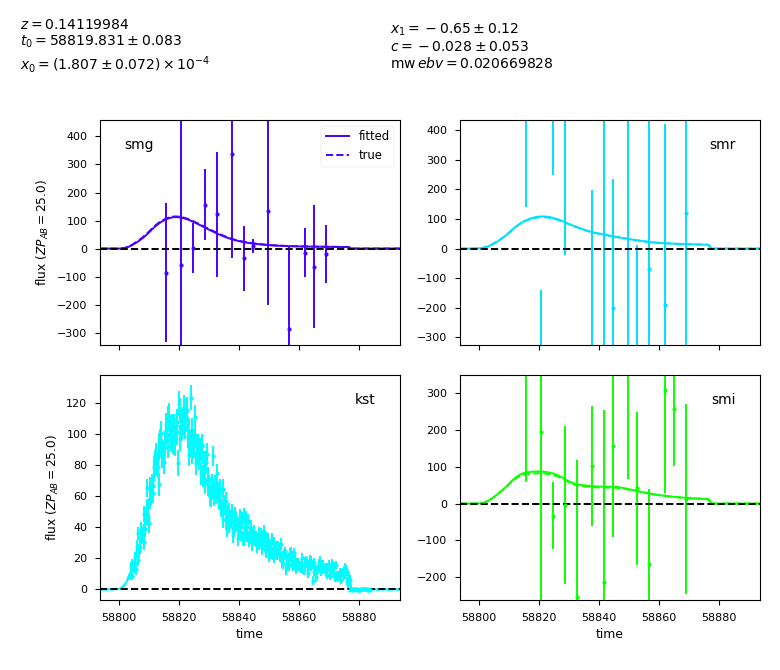 z = 0.14119984
t₀ = 58819.831 ± 0.083
x₀ = (1.807 ± 0.072) × 10⁻⁴
x₁ = −0.65 ± 0.12
c = −0.028 ± 0.053
mw ebv = 0.020669828
smg
fitted
true
400
300
200
100
0
−100
−200
−300
flux (ZP_AB = 25.0)
smr
400
300
200
100
0
−100
−200
−300
kst
120
100
80
60
40
20
0
flux (ZP_AB = 25.0)
58800 58820 58840 58860 58880
time
smi
300
200
100
0
−100
−200
58800 58820 58840 58860 58880
time